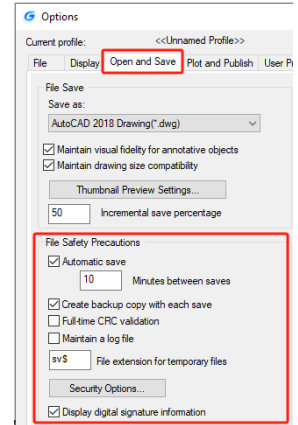 Options
Current profile: <<Unnamed Profile>>
File Display Open and Save Plot and Publish User Pr
File Save
Save as:
AutoCAD 2018 Drawing(*.dwg)
Maintain visual fidelity for annotative objects
Maintain drawing size compatibility
Thumbnail Preview Settings...
50 Incremental save percentage
File Safety Precautions
Automatic save
10 Minutes between saves
Create backup copy with each save
Full-time CRC validation
Maintain a log file
sv$ File extension for temporary files
Security Options...
Display digital signature information